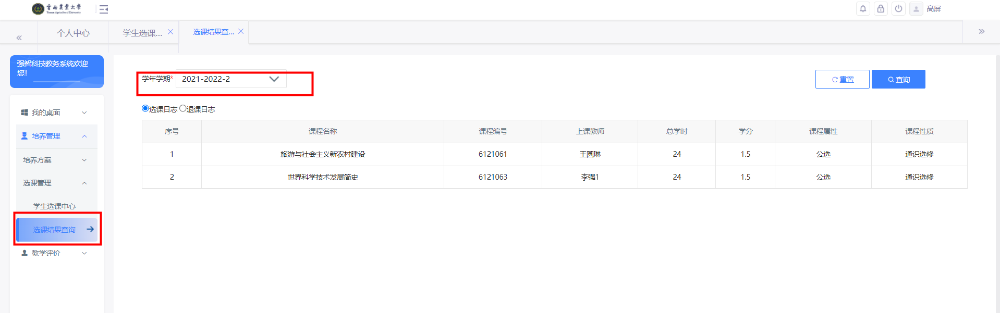 雲南農業大學
Yunnan Agricultural University
高屏
个人中心
学生选课...
选课结果查...
强智科技教务系统欢迎
您!
学年学期* 2021-2022-2
重置
查询
选课日志 退课日志
我的桌面
培养管理
培养方案
选课管理
学生选课中心
选课结果查询
教学评价
序号 课程名称 课程编号 上课教师 总学时 学分 课程属性 课程性质
1 旅游与社会主义新农村建设 6121061 王圆琳 24 1.5 公选 通识选修
2 世界科学技术发展简史 6121063 李强1 24 1.5 公选 通识选修